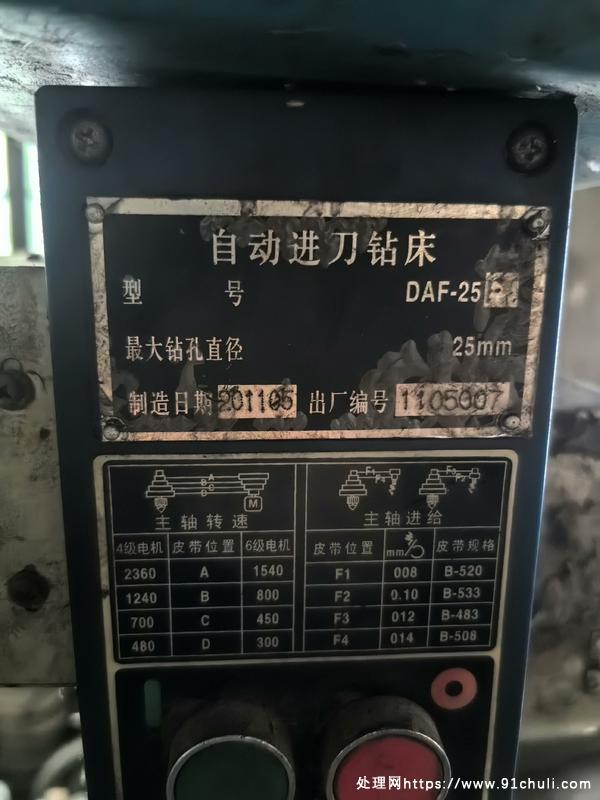 自动进刀钻床
型 号 DAF-25
最大钻孔直径 25mm
制造日期 201105 出厂编号 1105007
A
B
C
D
M
F1
F4
F3
F2
主轴转速
主轴进给
4级电机 皮带位置 6级电机
皮带位置 mm/ 皮带规格
2360 A 1540
F1 008 B-520
1240 B 800
F2 0.10 B-533
700 C 450
F3 012 B-483
480 D 300
F4 014 B-508
处理网https://www.91chuli.com